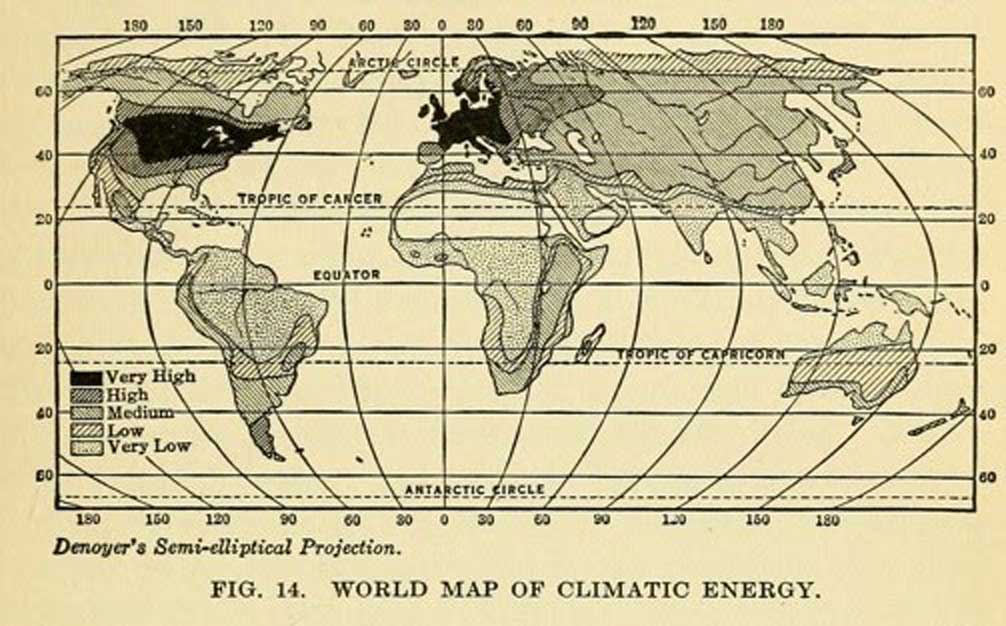 180 150 120 90 60 30 0 30 60 90 120 150 180
ARCTIC CIRCLE
60 60
40 40
TROPIC OF CANCER
20 20
EQUATOR
0 0
20 20
TROPIC OF CAPRICORN
Very High
High
Medium
Low
Very Low
40 40
60 60
ANTARCTIC CIRCLE
180 150 120 90 60 30 0 30 60 90 120 150 180
Denoyer's Semi-elliptical Projection.
FIG. 14. WORLD MAP OF CLIMATIC ENERGY.